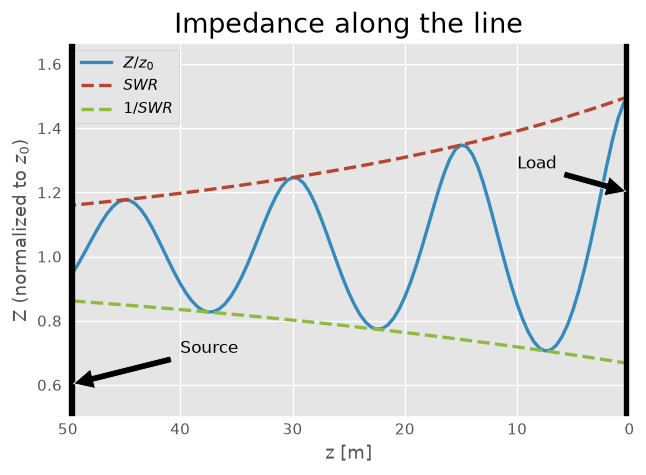 Impedance along the line
Z/z₀
SWR
1/SWR
Load
Source
Z (normalized to z₀)
1.6
1.4
1.2
1.0
0.8
0.6
50 40 30 20 10 0
z [m]